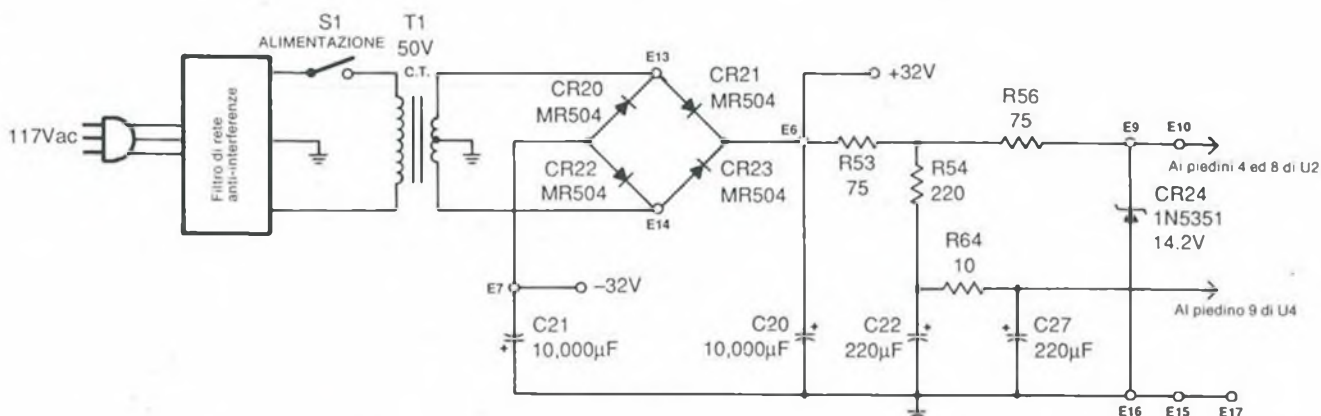 S1
ALIMENTAZIONE
T1
50V
C.T.
117Vac
Filtro di rete
anti-interferenze
E13
CR20
MR504
CR21
MR504
CR22
MR504
CR23
MR504
E14
E6
+32V
R53
75
R54
220
R56
75
E9
E10
Ai piedini 4 ed 8 di U2
CR24
1N5351
14.2V
R64
10
Al piedino 9 di U4
E7
−32V
C21
10,000µF
C20
10,000µF
C22
220µF
C27
220µF
+
+
+
+
E16
E15
E17